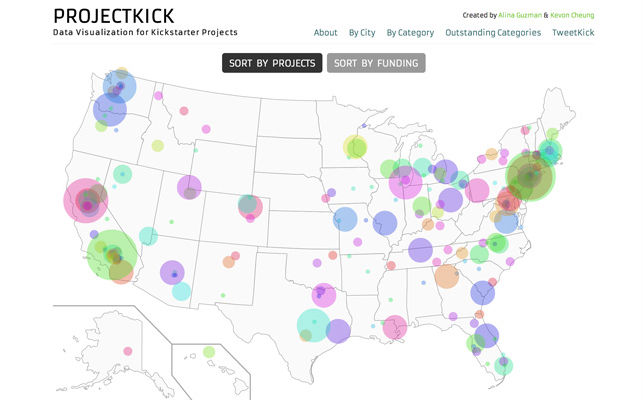 PROJECTKICK
Created by Alina Guzman & Kevon Cheung
Data Visualization for Kickstarter Projects
About By City By Category Outstanding Categories TweetKick
SORT BY PROJECTS SORT BY FUNDING